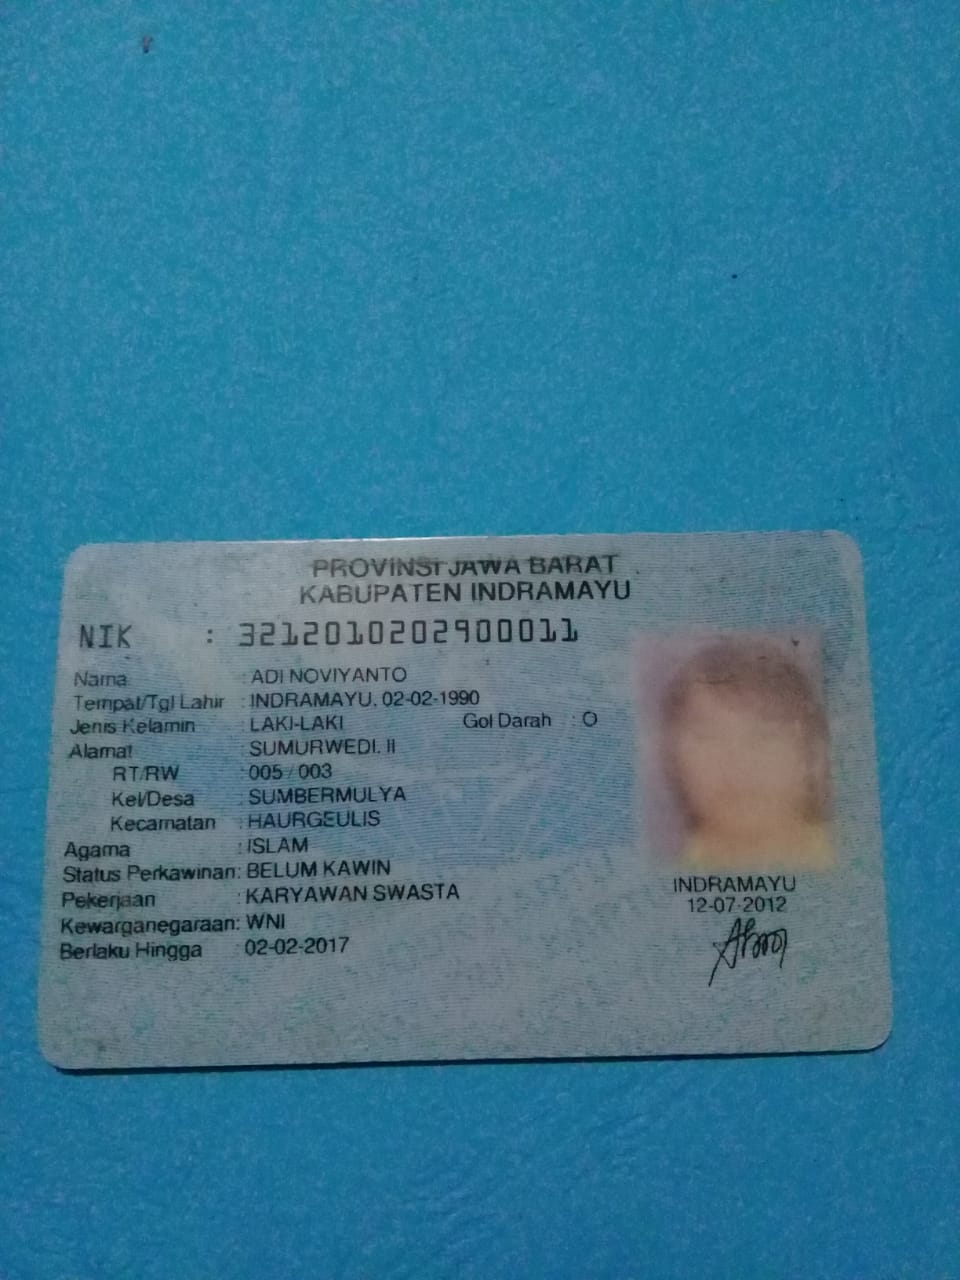 PROVINSI JAWA BARAT
KABUPATEN INDRAMAYU
NIK : 3212010202900011
Nama : ADI NOVIYANTO
Tempat/Tgl Lahir : INDRAMAYU, 02-02-1990
Jenis Kelamin : LAKI-LAKI Gol Darah : O
Alamat : SUMURWEDI. II
RT/RW : 005 / 003
Kel/Desa : SUMBERMULYA
Kecamatan : HAURGEULIS
Agama : ISLAM
Status Perkawinan: BELUM KAWIN
Pekerjaan : KARYAWAN SWASTA
Kewarganegaraan: WNI
Berlaku Hingga : 02-02-2017
INDRAMAYU
12-07-2012